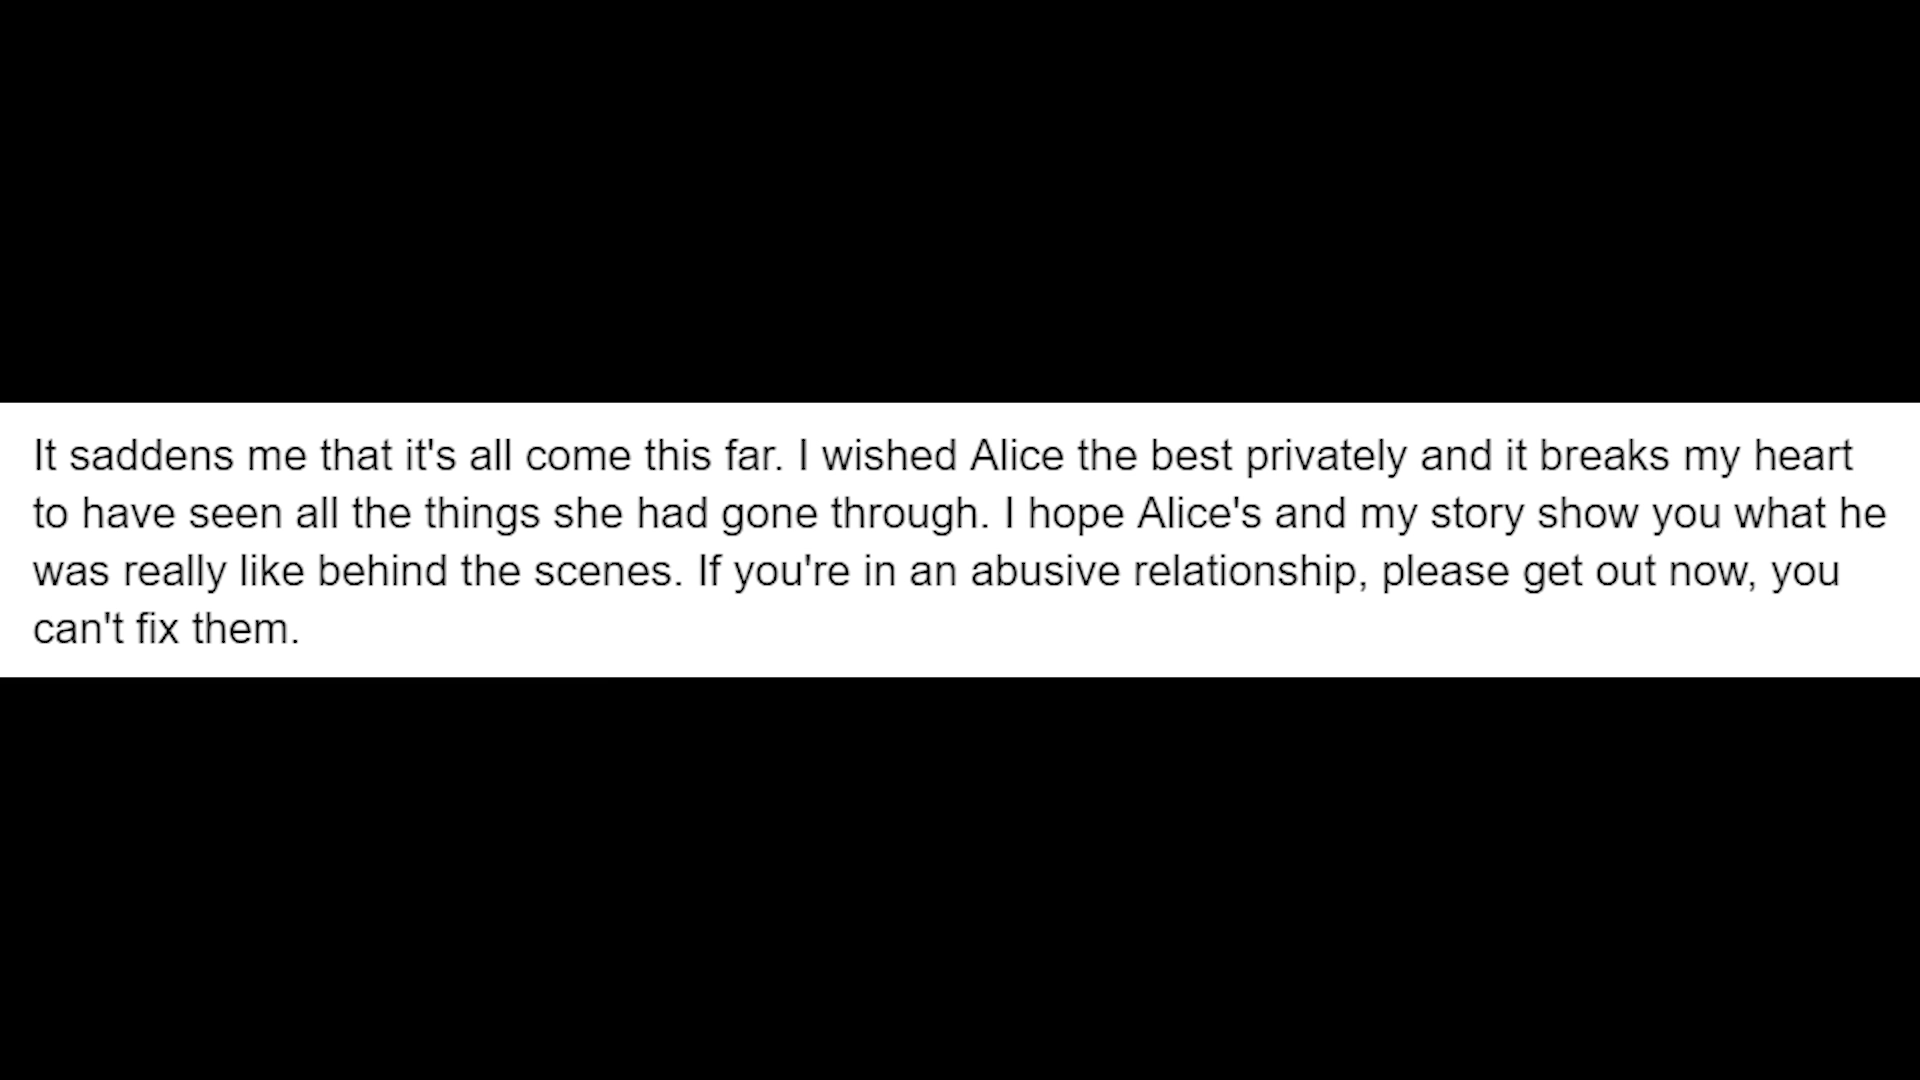 It saddens me that it's all come this far. I wished Alice the best privately and it breaks my heart
to have seen all the things she had gone through. I hope Alice's and my story show you what he
was really like behind the scenes. If you're in an abusive relationship, please get out now, you
can't fix them.